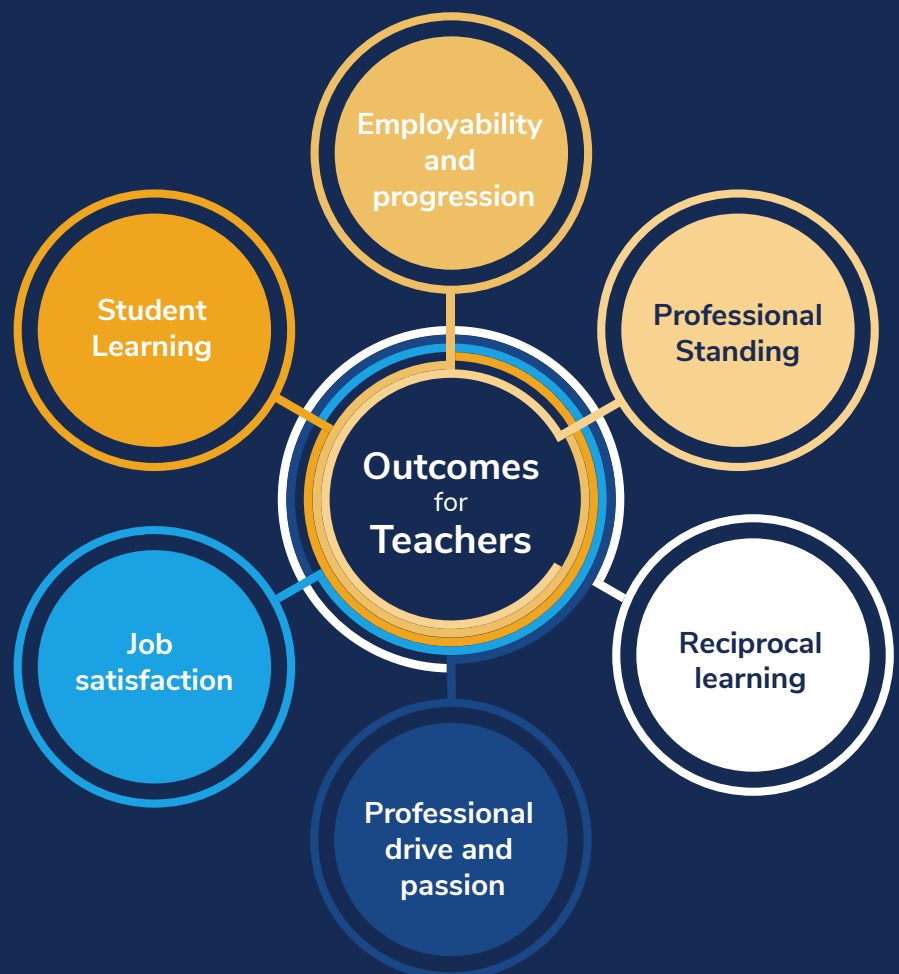 Employability
and
progression
Professional
Standing
Reciprocal
learning
Professional
drive and
passion
Job
satisfaction
Student
Learning
Outcomes
for
Teachers